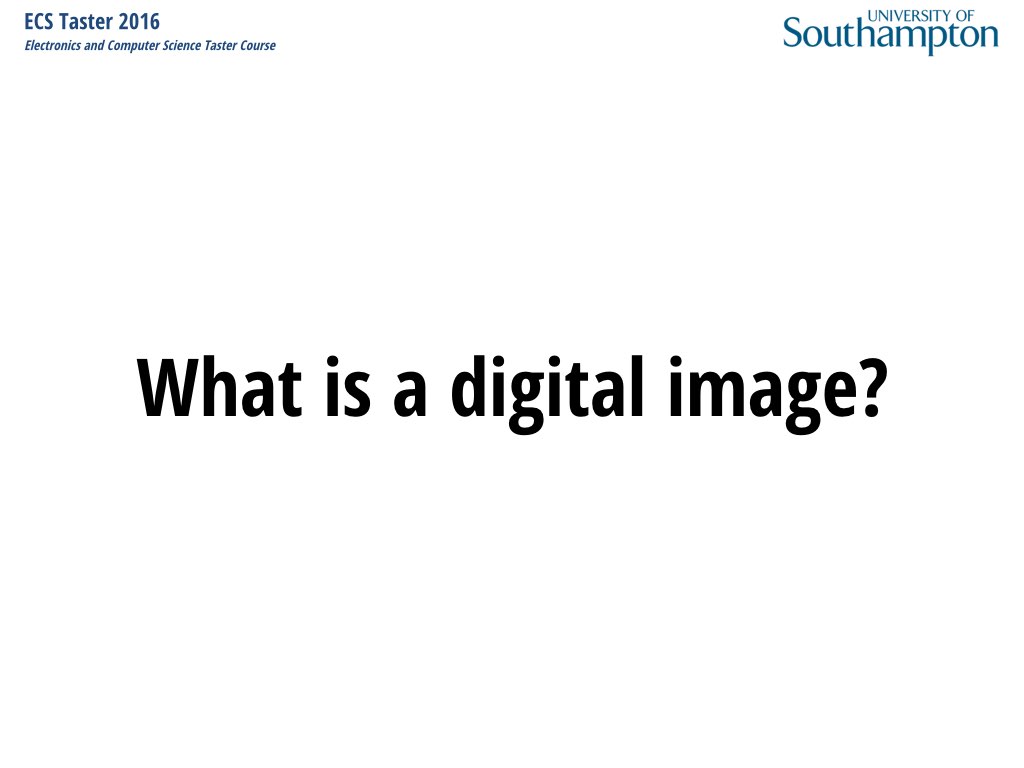 ECS Taster 2016
Electronics and Computer Science Taster Course
UNIVERSITY OF
Southampton
What is a digital image?